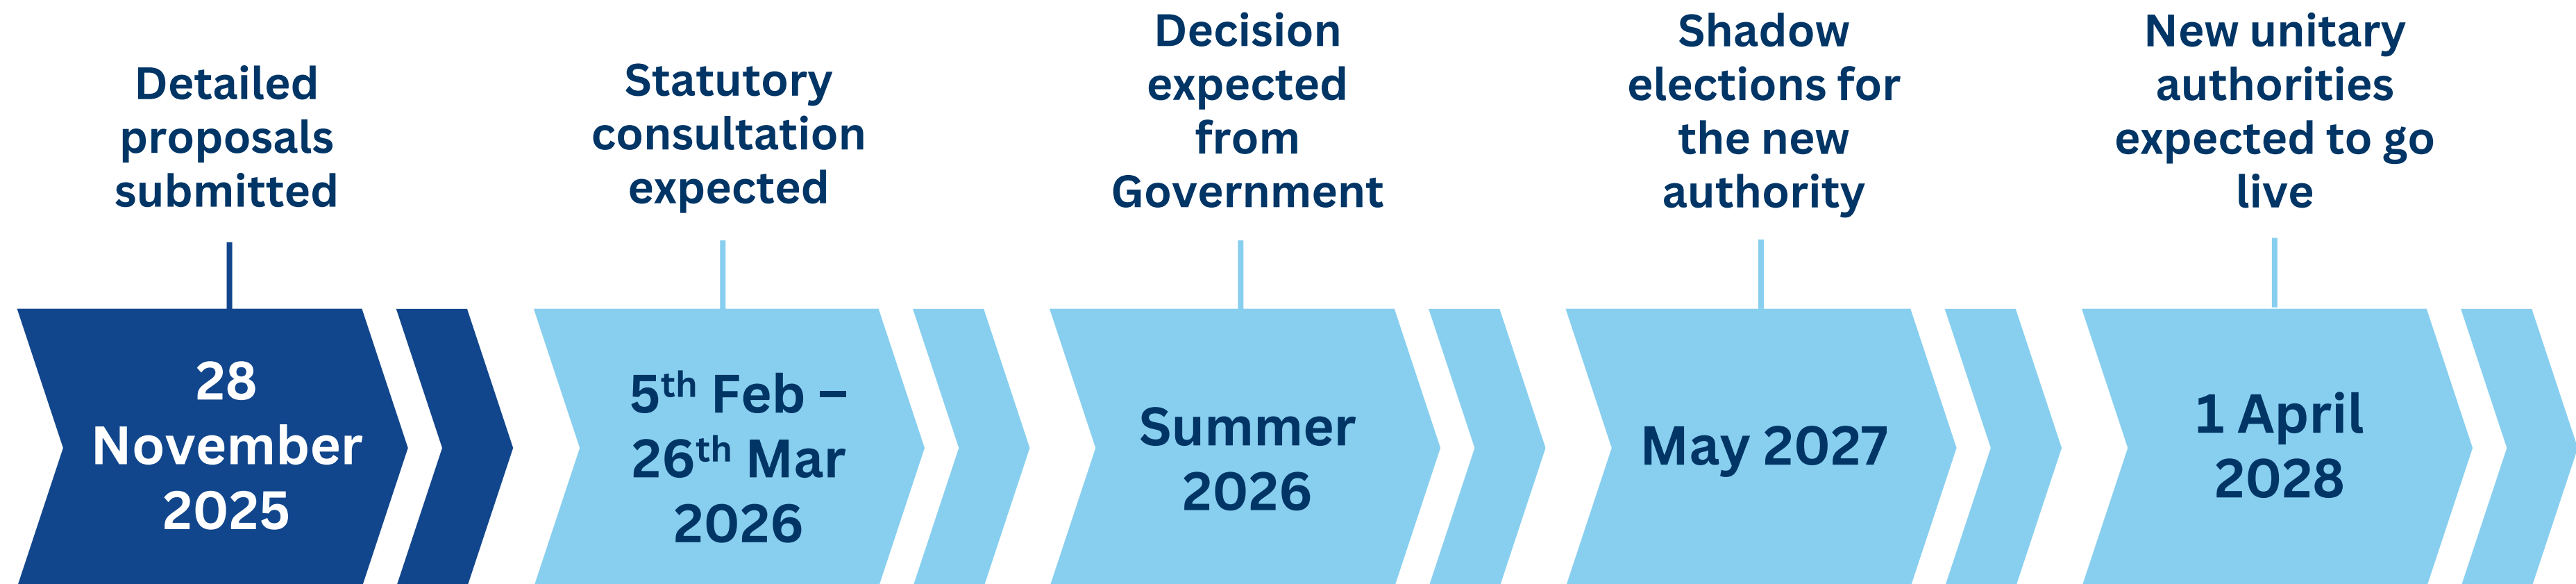 Detailed
proposals
submitted
28
November
2025
Statutory
consultation
expected
5th Feb –
26th Mar
2026
Decision
expected
from
Government
Summer
2026
Shadow
elections for
the new
authority
May 2027
New unitary
authorities
expected to go
live
1 April
2028